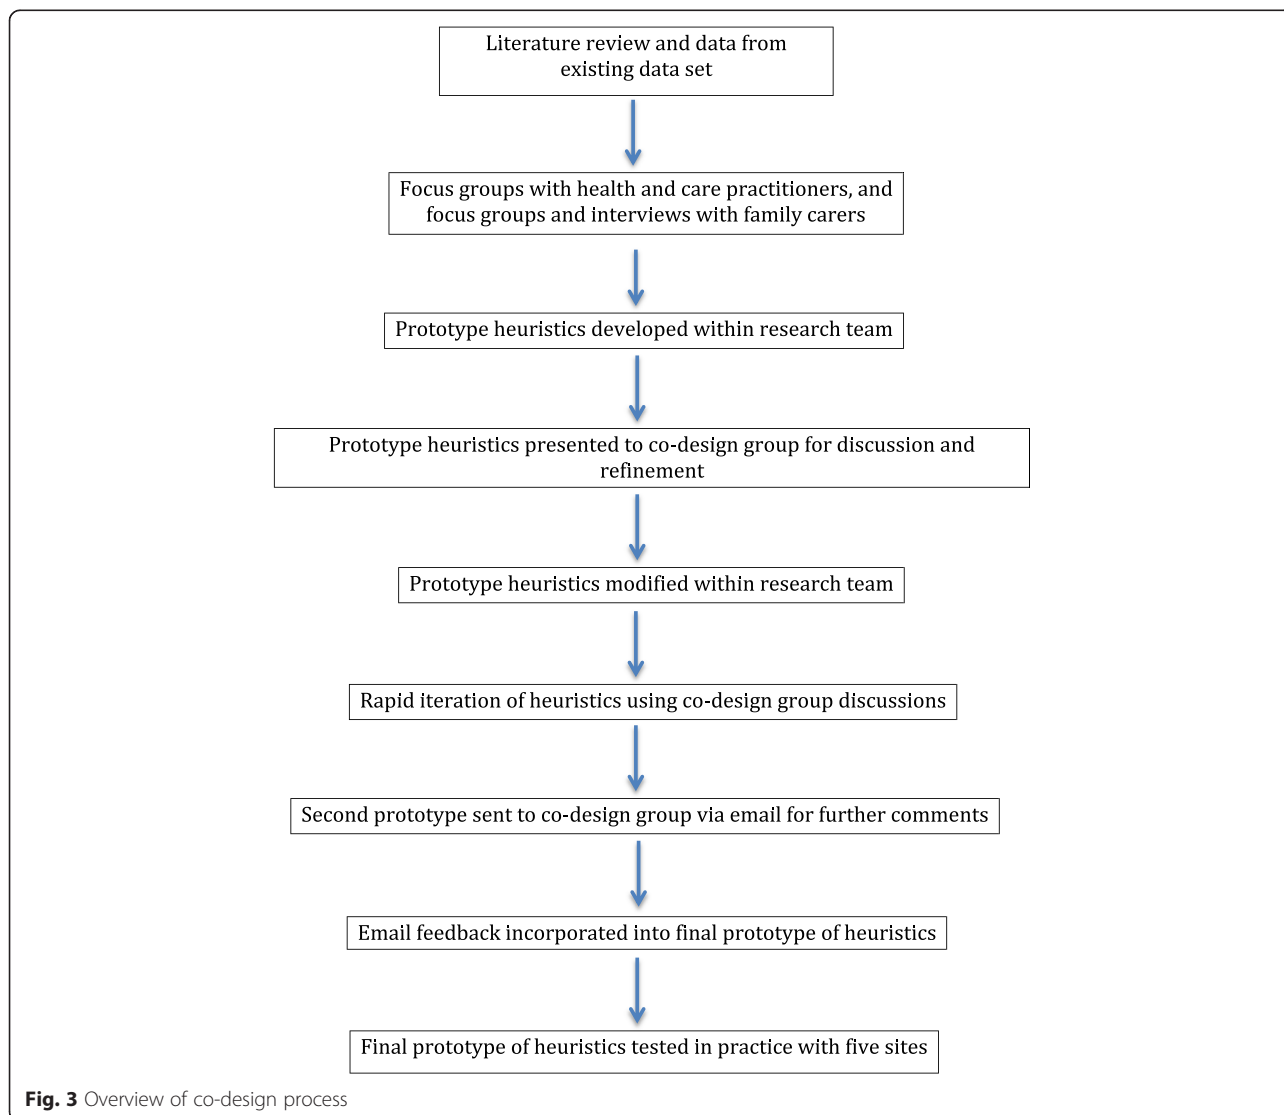 Literature review and data from
existing data set
Focus groups with health and care practitioners, and
focus groups and interviews with family carers
Prototype heuristics developed within research team
Prototype heuristics presented to co-design group for discussion and
refinement
Prototype heuristics modified within research team
Rapid iteration of heuristics using co-design group discussions
Second prototype sent to co-design group via email for further comments
Email feedback incorporated into final prototype of heuristics
Final prototype of heuristics tested in practice with five sites
Fig. 3 Overview of co-design process